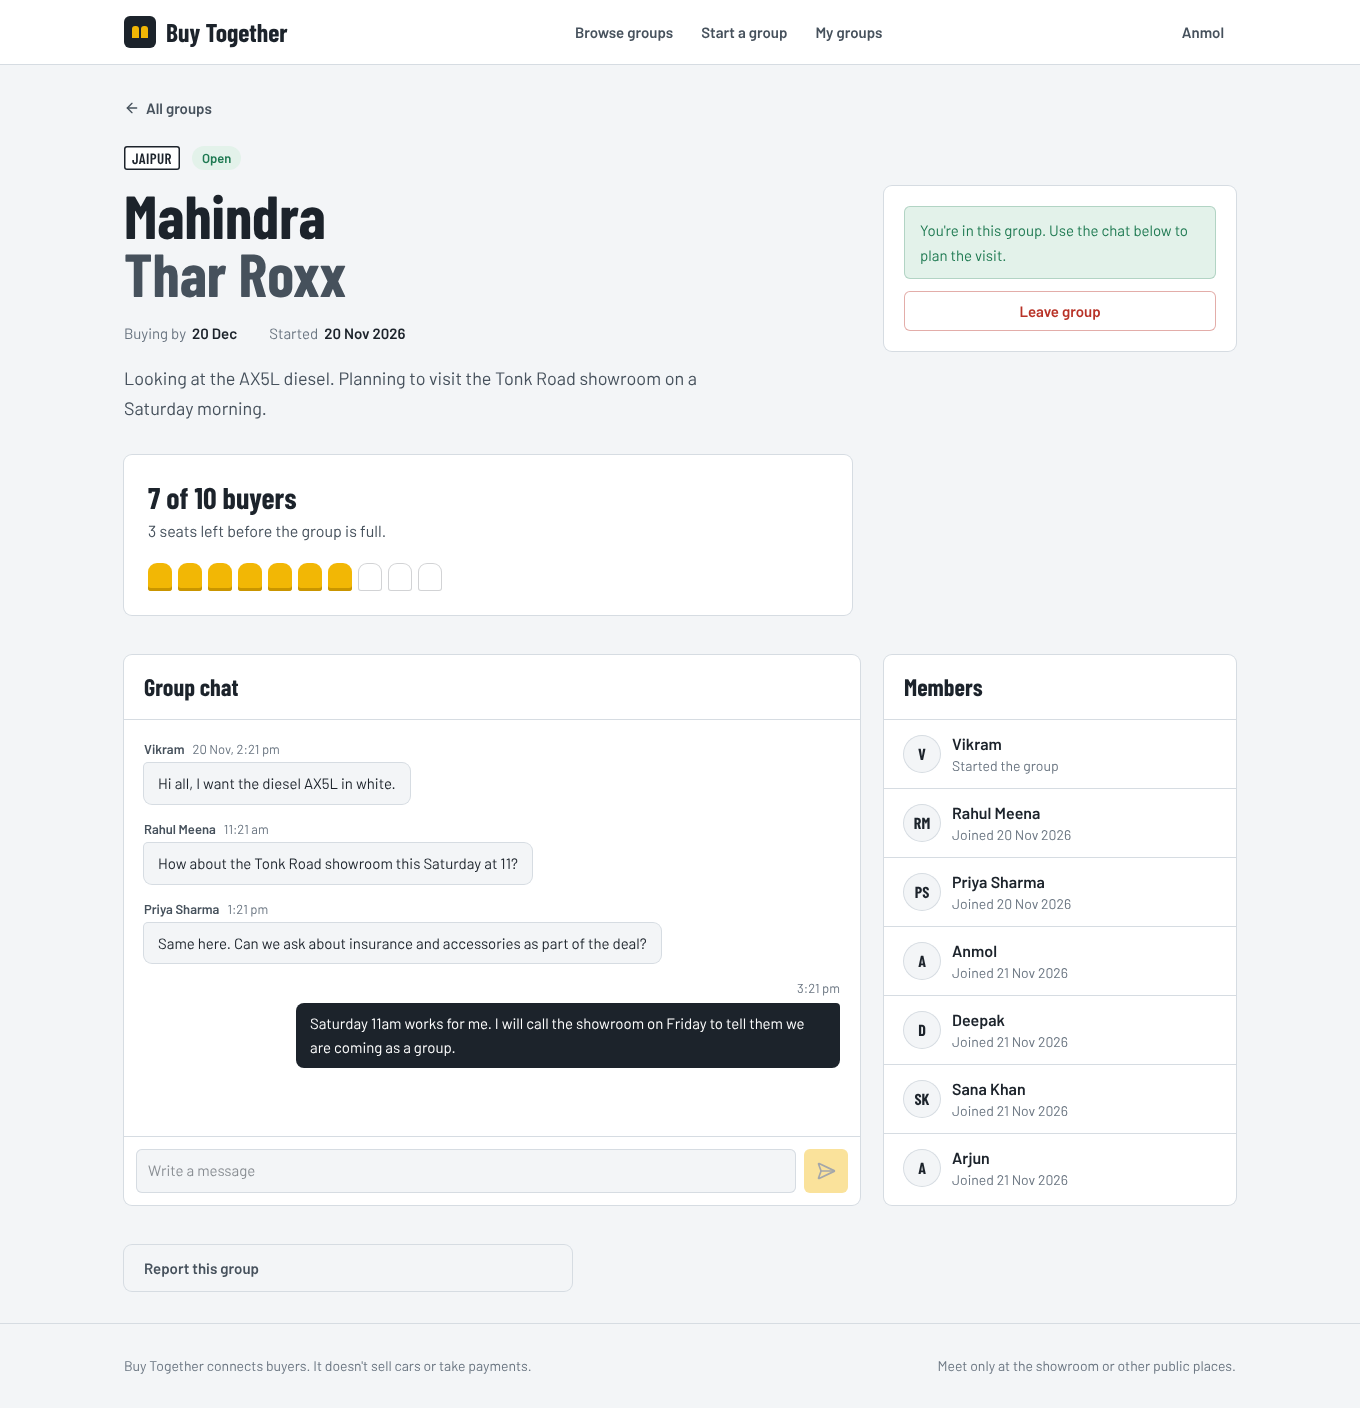 Buy Together
Browse groups
Start a group
My groups
Anmol
All groups
JAIPUR
Open
Mahindra
Thar Roxx
Buying by 20 Dec
Started 20 Nov 2026
Looking at the AX5L diesel. Planning to visit the Tonk Road showroom on a
Saturday morning.
You're in this group. Use the chat below to
plan the visit.
Leave group
7 of 10 buyers
3 seats left before the group is full.
Group chat
Vikram 20 Nov, 2:21 pm
Hi all, I want the diesel AX5L in white.
Rahul Meena 11:21 am
How about the Tonk Road showroom this Saturday at 11?
Priya Sharma 1:21 pm
Same here. Can we ask about insurance and accessories as part of the deal?
3:21 pm
Saturday 11am works for me. I will call the showroom on Friday to tell them we
are coming as a group.
Write a message
Members
V
Vikram
Started the group
RM
Rahul Meena
Joined 20 Nov 2026
PS
Priya Sharma
Joined 20 Nov 2026
A
Anmol
Joined 21 Nov 2026
D
Deepak
Joined 21 Nov 2026
SK
Sana Khan
Joined 21 Nov 2026
A
Arjun
Joined 21 Nov 2026
Report this group
Buy Together connects buyers. It doesn't sell cars or take payments.
Meet only at the showroom or other public places.